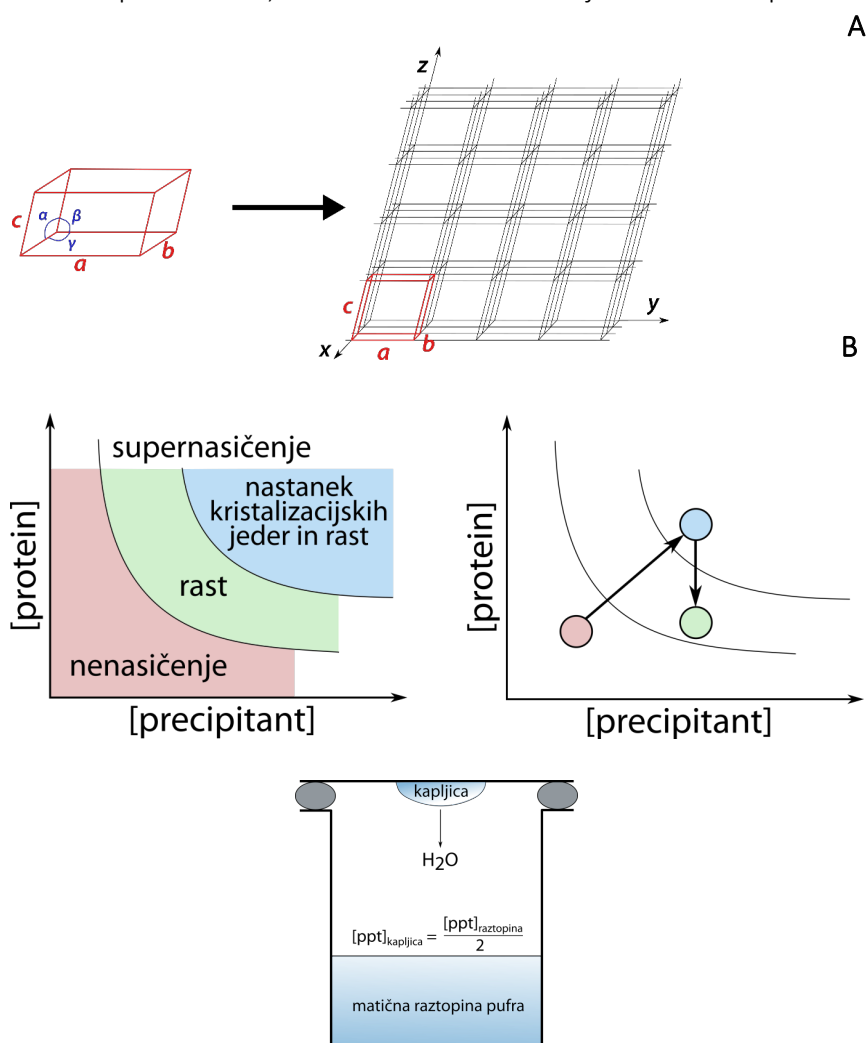 A
z
c
α
β
γ
a
b
c
a
b
x
y
B
supernasičenje
nastanek
kristalizacijskih
jeder in rast
rast
nenasičenje
[protein]
[precipitant]
[protein]
[precipitant]
kapljica
H2O
[ppt]kapljica = [ppt]raztopina
2
matična raztopina pufra